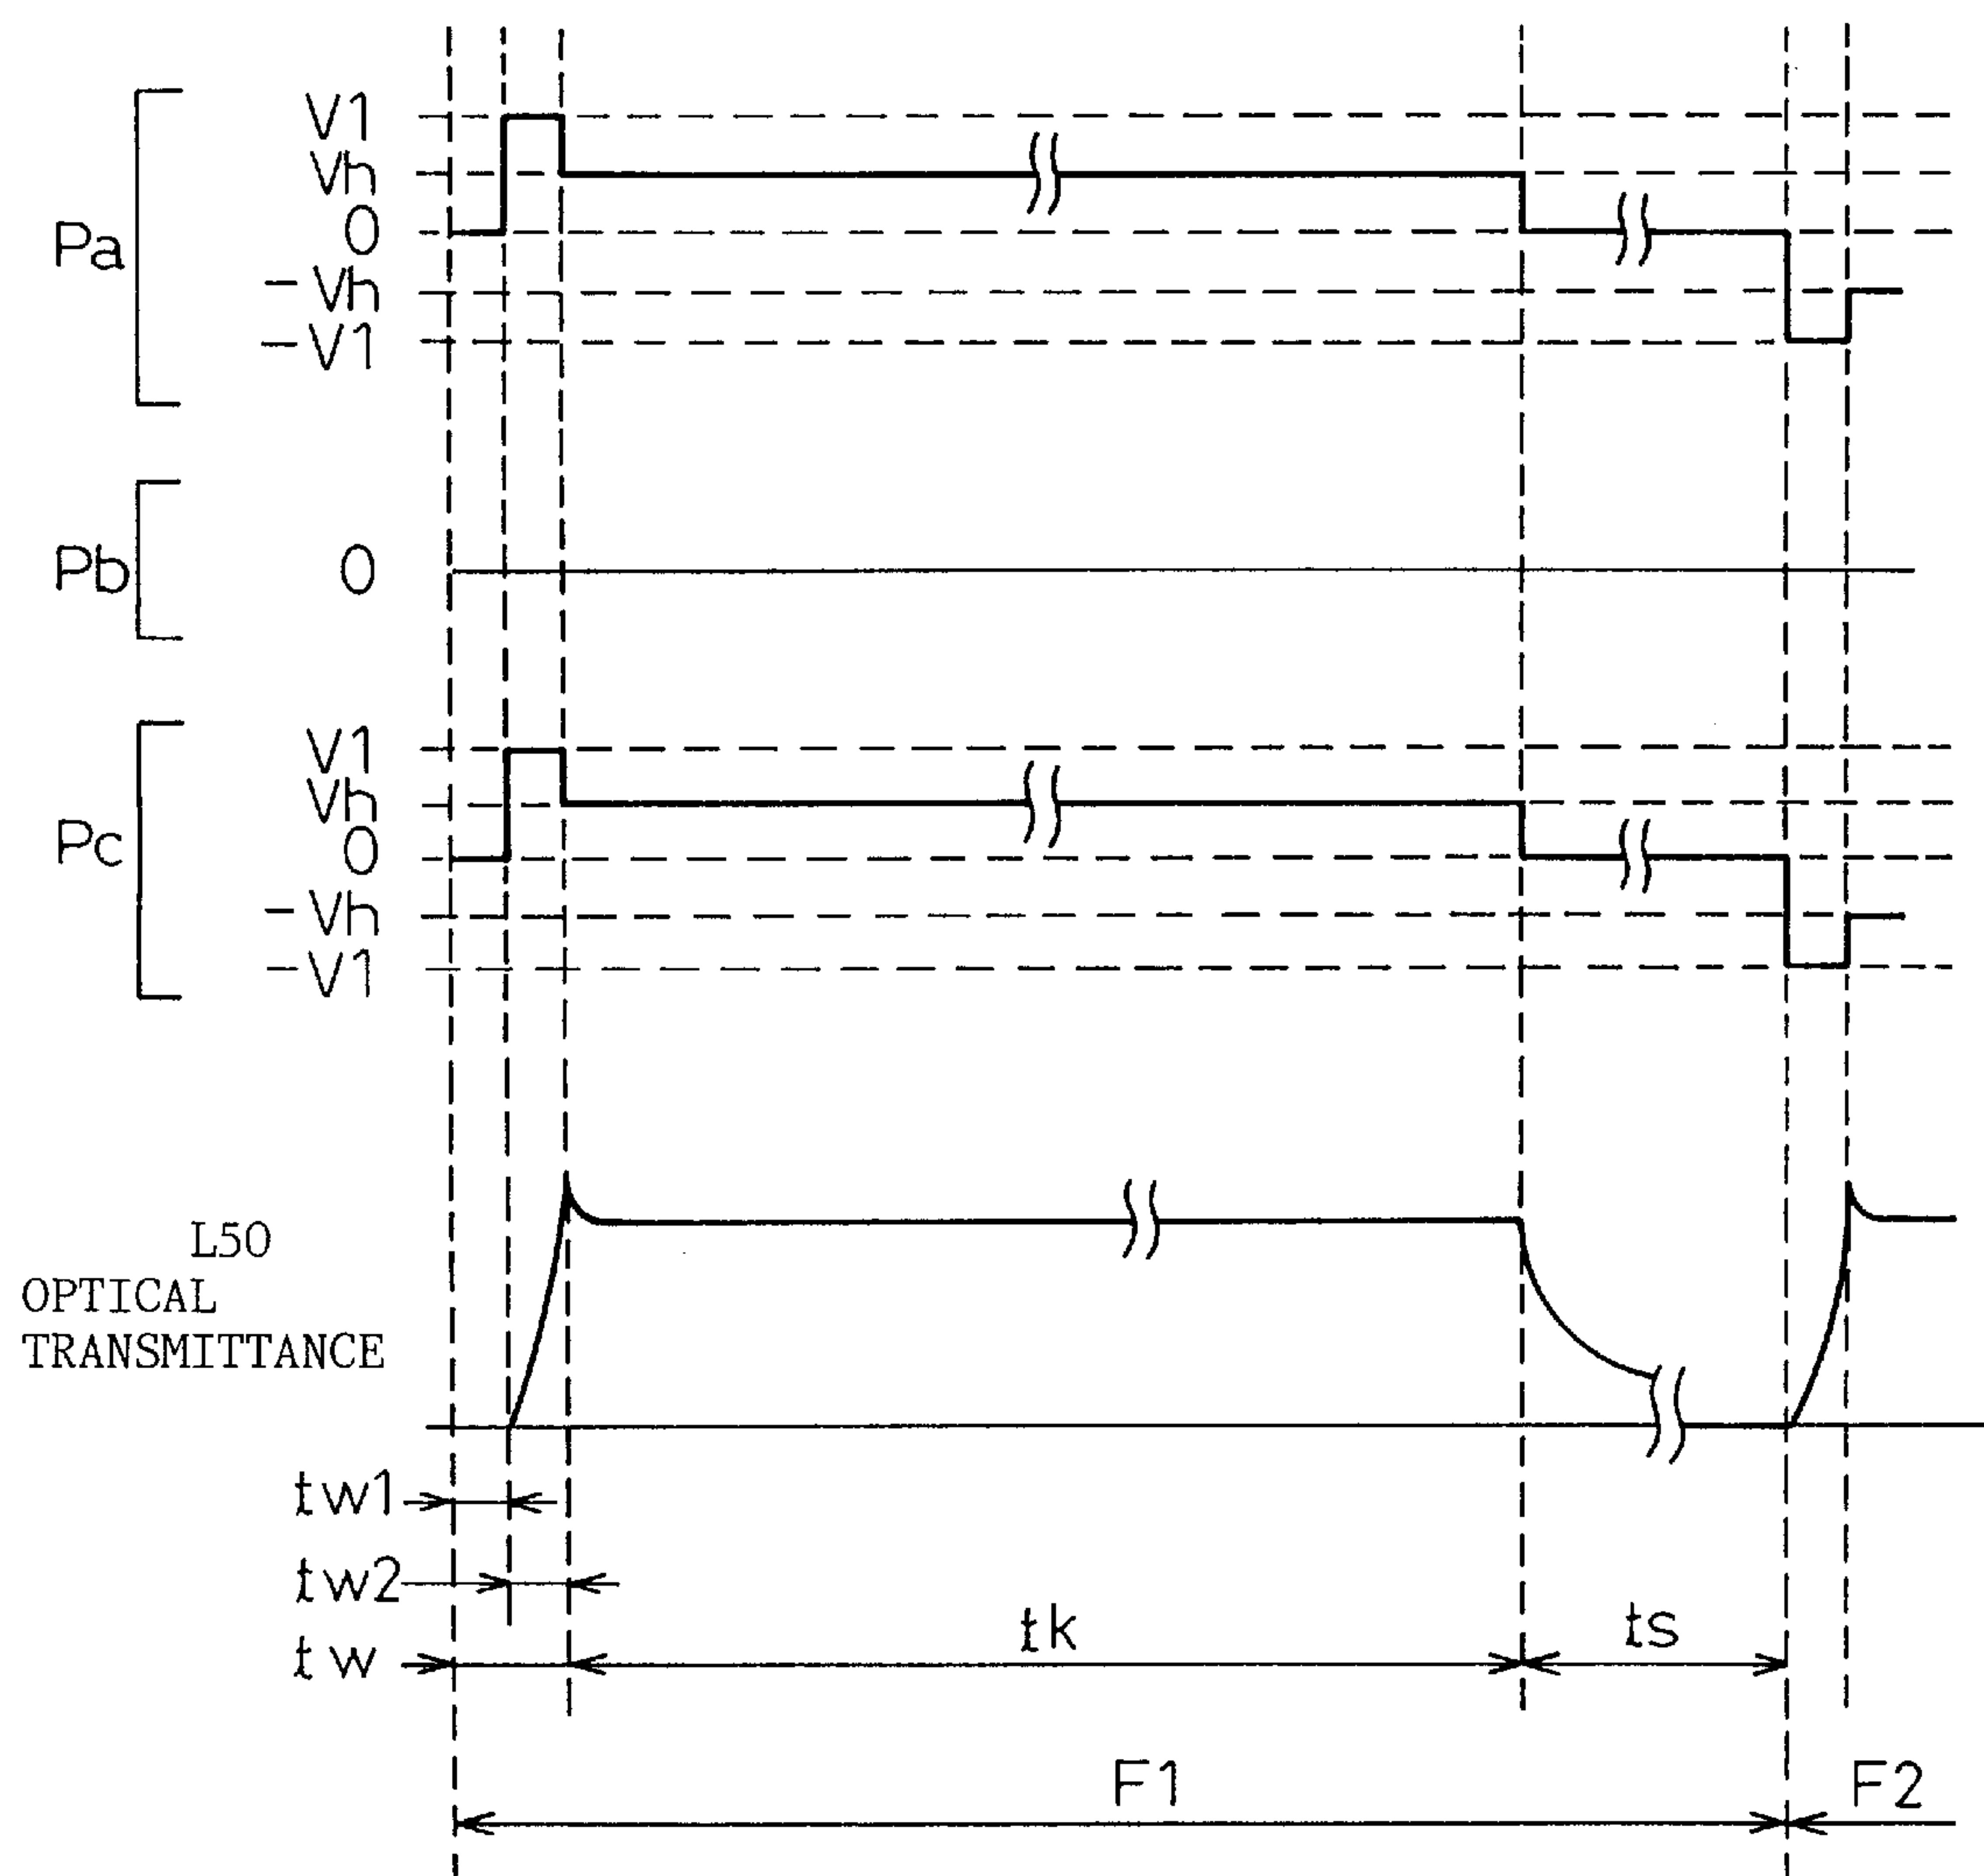 Pa
V1
Vh
0
-Vh
-V1
Pb
0
Pc
V1
Vh
0
-Vh
-V1
L50
OPTICAL
TRANSMITTANCE
tw1
tw2
tw
tk
ts
F1
F2